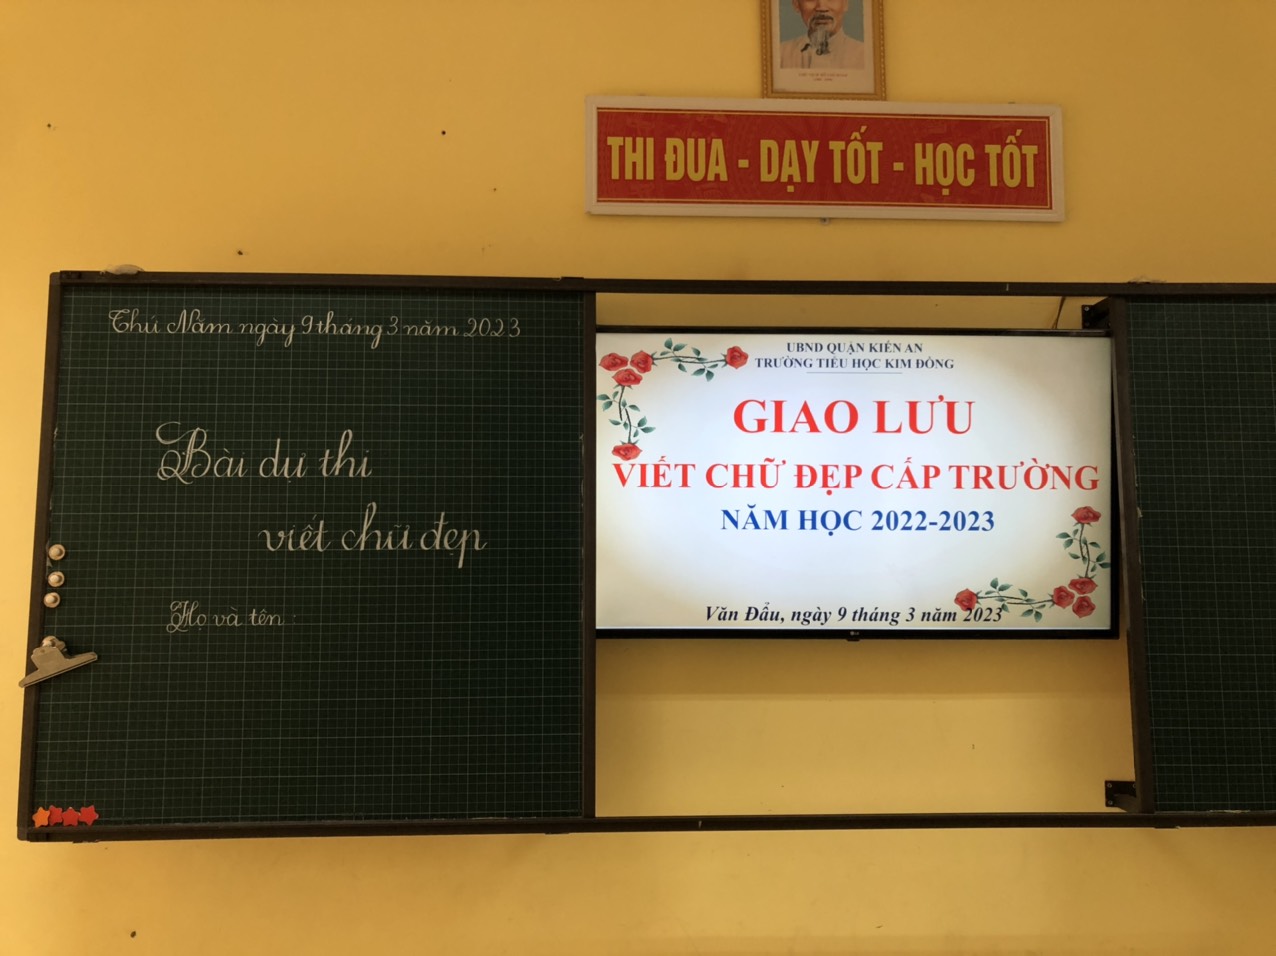 THI ĐUA - DẠY TỐT - HỌC TỐT
Thứ Năm ngày 9 tháng 3 năm 2023
Bài dự thi
viết chữ đẹp
Họ và tên
UBND QUẬN KIẾN AN
TRƯỜNG TIỂU HỌC KIM ĐỒNG
GIAO LƯU
VIẾT CHỮ ĐẸP CẤP TRƯỜNG
NĂM HỌC 2022-2023
Văn Đẩu, ngày 9 tháng 3 năm 2023